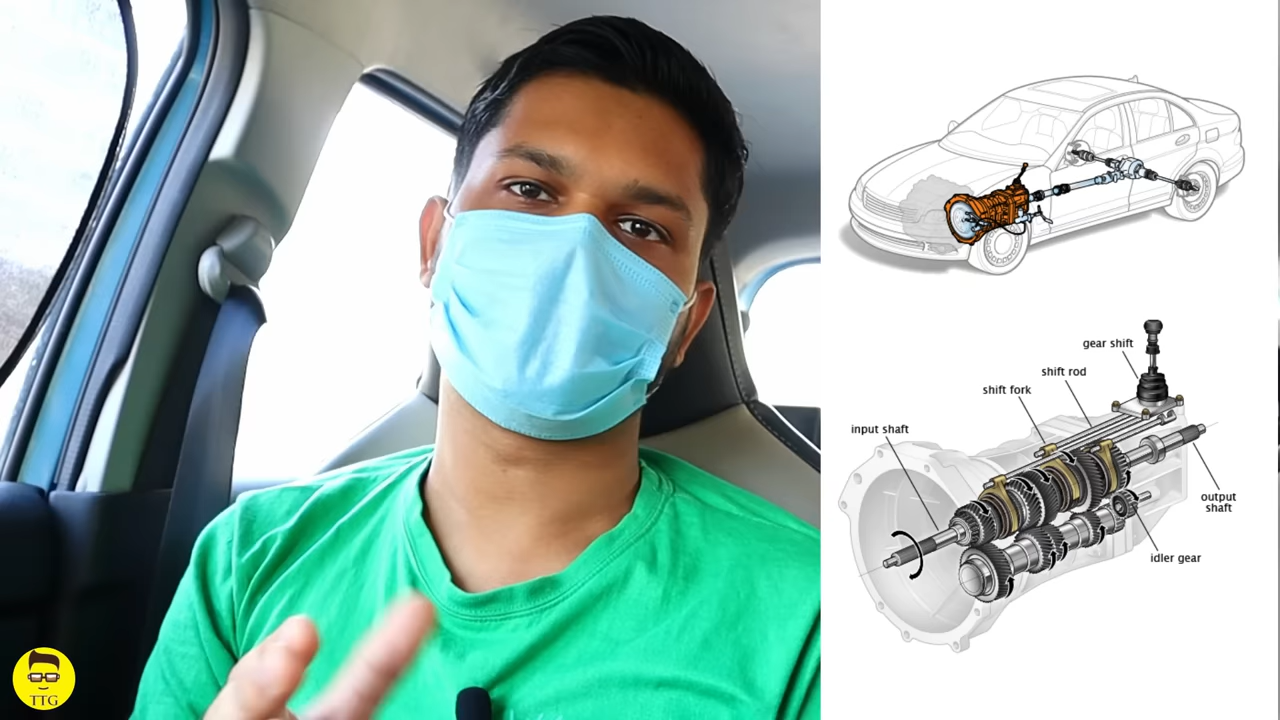 gear shift
shift rod
shift fork
input shaft
output
shaft
idler gear
TTG